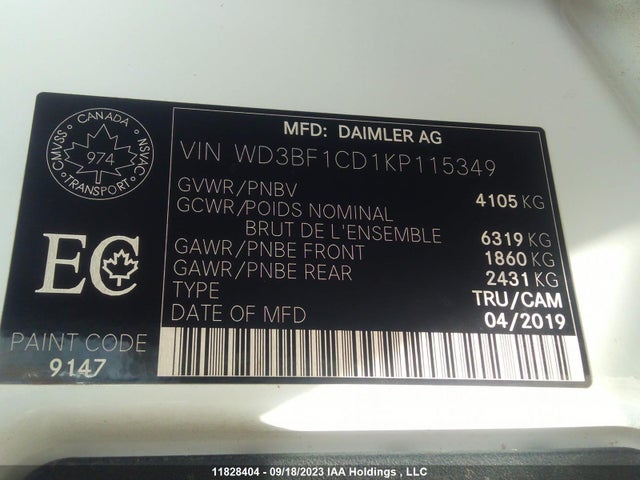 CANADA
CMVSS
974
NSVAC
TRANSPORT
EC
PAINT CODE
9147
MFD: DAIMLER AG
VIN WD3BF1CD1KP115349
GVWR/PNBV 4105 KG
GCWR/POIDS NOMINAL
BRUT DE L'ENSEMBLE 6319 KG
GAWR/PNBE FRONT 1860 KG
GAWR/PNBE REAR 2431 KG
TYPE TRU/CAM
DATE OF MFD 04/2019
11828404 - 09/18/2023 IAA Holdings , LLC